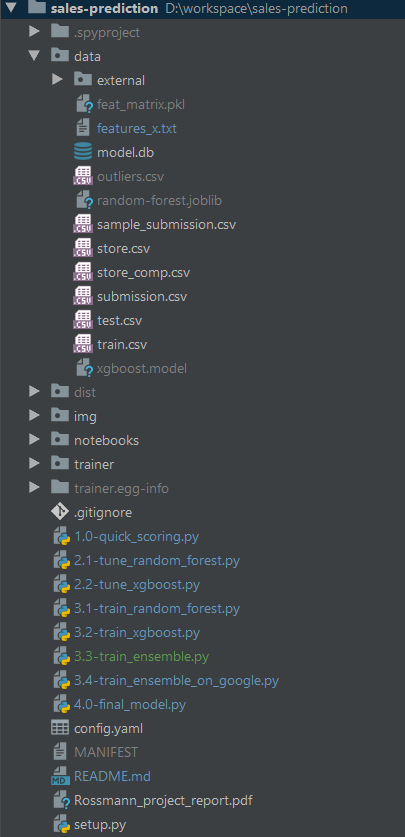 sales-prediction D:\workspace\sales-prediction
.spyproject
data
external
feat_matrix.pkl
features_x.txt
model.db
outliers.csv
random-forest.joblib
sample_submission.csv
store.csv
store_comp.csv
submission.csv
test.csv
train.csv
xgboost.model
dist
img
notebooks
trainer
trainer.egg-info
.gitignore
1.0-quick_scoring.py
2.1-tune_random_forest.py
2.2-tune_xgboost.py
3.1-train_random_forest.py
3.2-train_xgboost.py
3.3-train_ensemble.py
3.4-train_ensemble_on_google.py
4.0-final_model.py
config.yaml
MANIFEST
README.md
Rossmann_project_report.pdf
setup.py